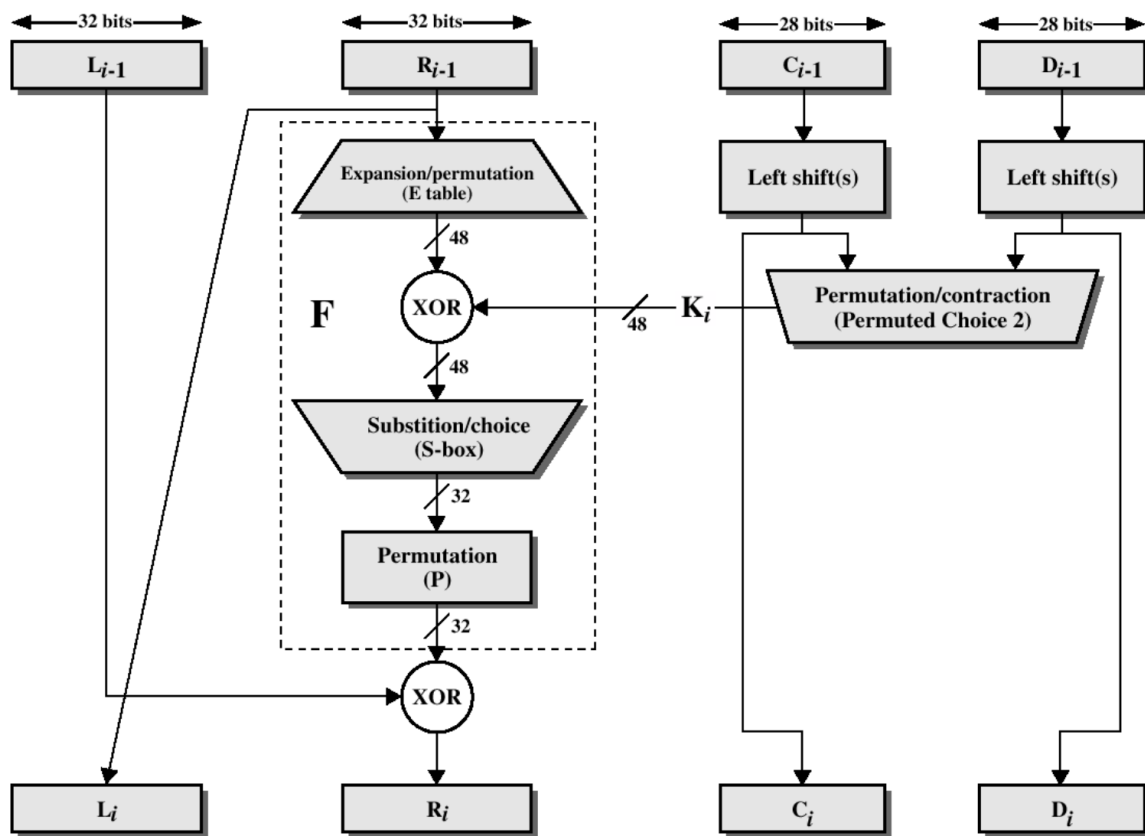 32 bits
32 bits
28 bits
28 bits
Li-1
Ri-1
Ci-1
Di-1
Expansion/permutation
(E table)
Left shift(s)
Left shift(s)
48
F
XOR
48
Ki
Permutation/contraction
(Permuted Choice 2)
48
Substition/choice
(S-box)
32
Permutation
(P)
32
XOR
Li
Ri
Ci
Di